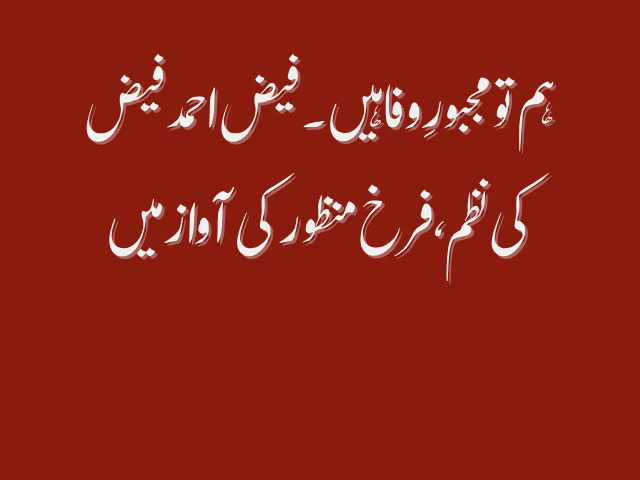 ہم تو مجبورِ وفا ہیں۔ فیض احمد فیض
کی نظم، فرخ منظور کی آواز میں